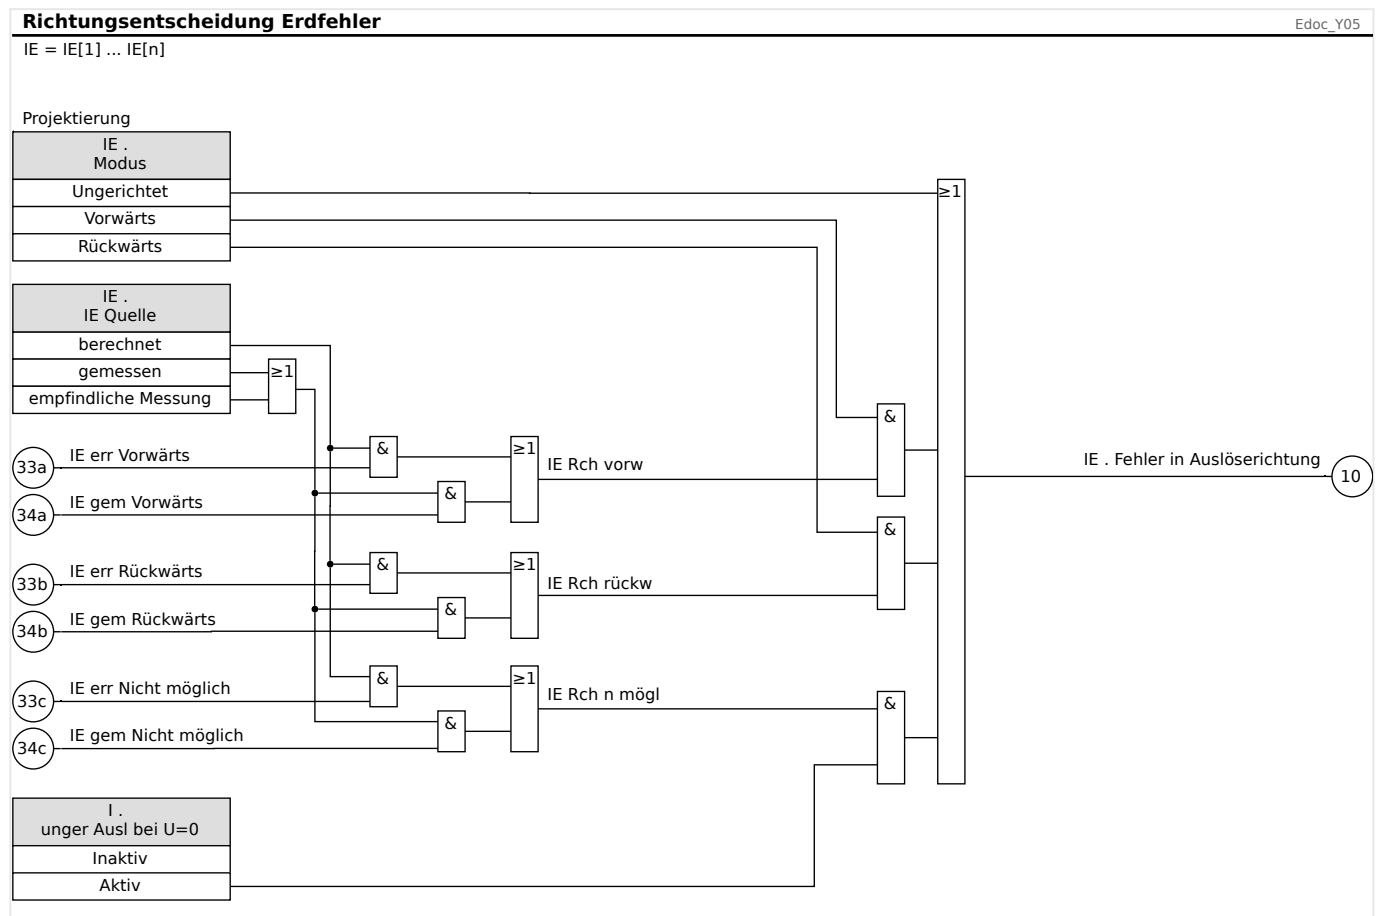 Richtungsentscheidung Erdfehler
Edoc_Y05
IE = IE[1] ... IE[n]
Projektierung
IE .
Modus
Ungerichtet
≥1
Vorwärts
Rückwärts
IE .
IE Quelle
berechnet
gemessen
≥1
empfindliche Messung
&
33a
IE err Vorwärts
&
≥1
IE Rch vorw
IE . Fehler in Auslöserichtung
10
34a
IE gem Vorwärts
&
&
33b
IE err Rückwärts
&
≥1
IE Rch rückw
34b
IE gem Rückwärts
&
33c
IE err Nicht möglich
&
≥1
IE Rch n mögl
&
34c
IE gem Nicht möglich
&
I .
unger Ausl bei U=0
Inaktiv
Aktiv